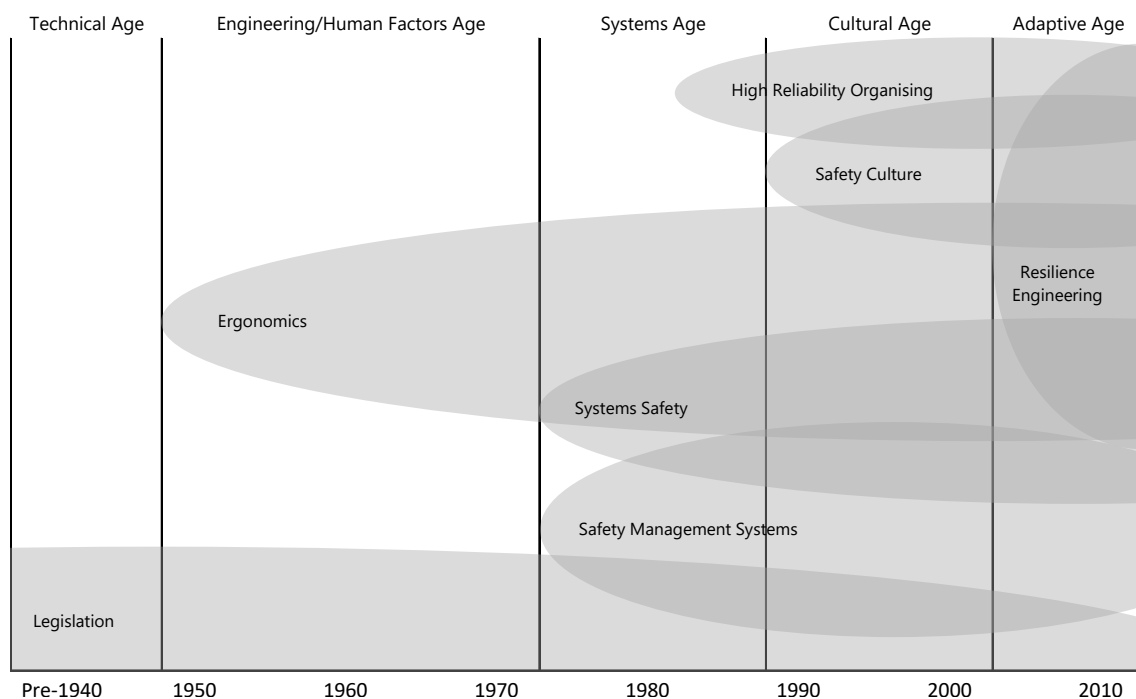 Technical Age
Engineering/Human Factors Age
Systems Age
Cultural Age
Adaptive Age
High Reliability Organising
Safety Culture
Resilience
Engineering
Ergonomics
Systems Safety
Safety Management Systems
Legislation
Pre-1940
1950
1960
1970
1980
1990
2000
2010